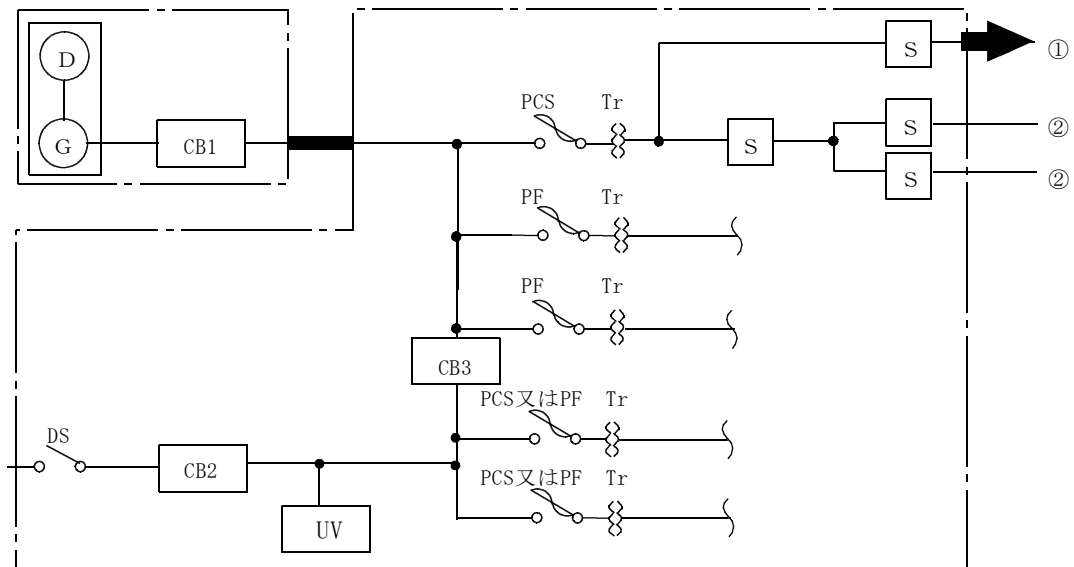 D
G
CB1
PCS Tr
S
①
S
S
②
S
②
PF Tr
PF Tr
CB3
PCS又はPF Tr
DS
CB2
PCS又はPF Tr
UV